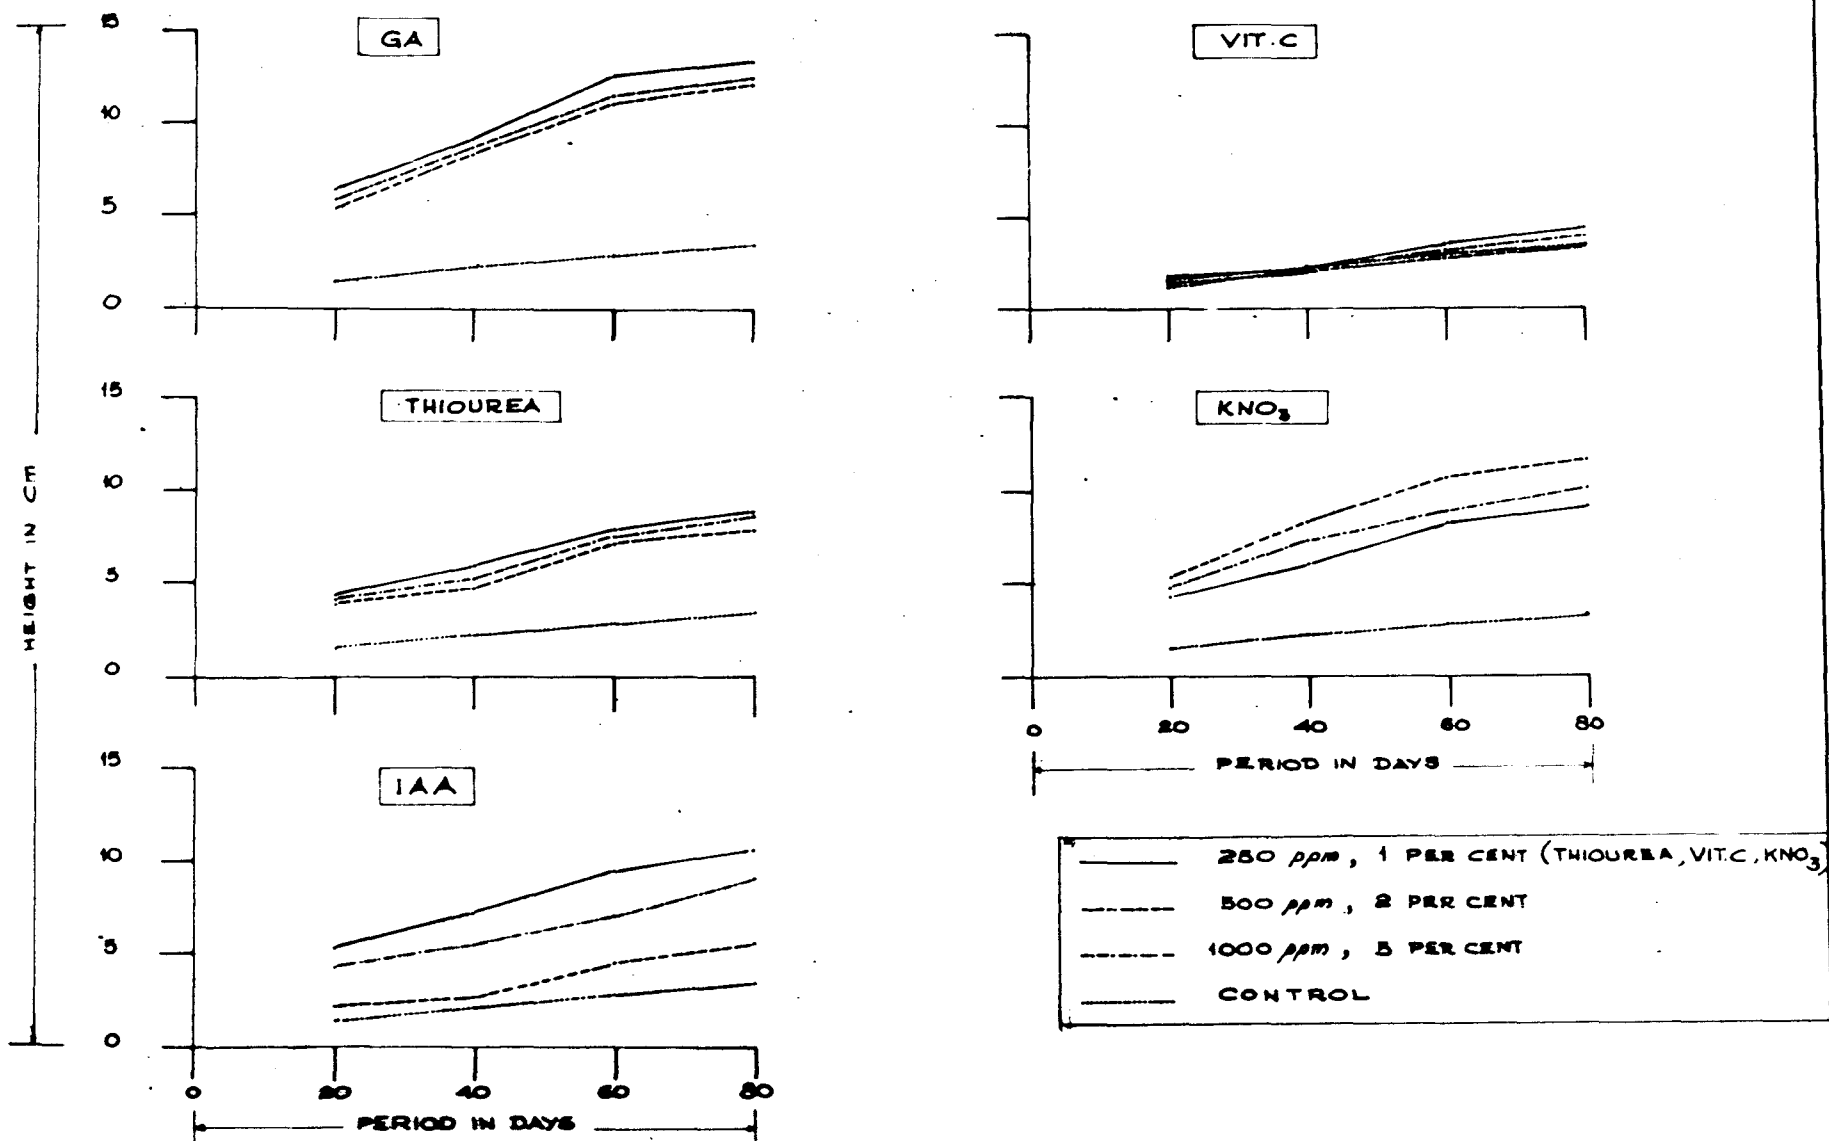 GA
15
10
5
0
VIT.C
THIOUREA
15
10
5
0
KNO₃
0 20 40 60 80
PERIOD IN DAYS
IAA
15
10
5
0
0 20 40 60 80
PERIOD IN DAYS
HEIGHT IN CM
250 ppm, 1 PER CENT (THIOUREA, VIT.C, KNO₃)
500 ppm, 2 PER CENT
1000 ppm, 3 PER CENT
CONTROL